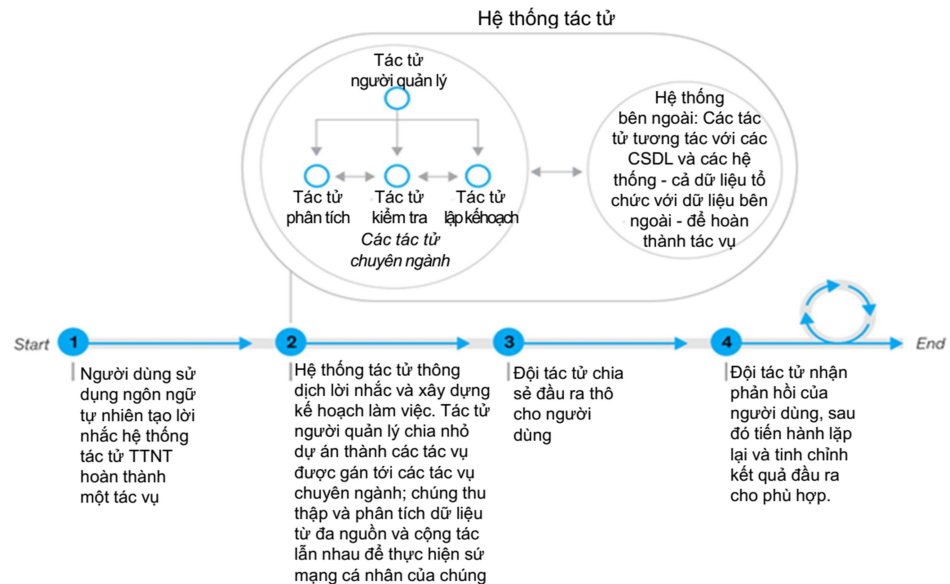 Hệ thống tác tử
Tác tử
người quản lý
Tác tử
phân tích
Tác tử
kiểm tra
Tác tử
lập kế hoạch
Các tác tử
chuyên ngành
Hệ thống
bên ngoài: Các tác
tử tương tác với các
CSDL và các hệ
thống - cả dữ liệu tổ
chức với dữ liệu bên
ngoài - để hoàn
thành tác vụ
Start
1
2
3
4
End
Người dùng sử
dụng ngôn ngữ
tự nhiên tạo lời
nhắc hệ thống
tác tử TTNT
hoàn thành
một tác vụ
Hệ thống tác tử thông
dịch lời nhắc và xây dựng
kế hoạch làm việc. Tác tử
người quản lý chia nhỏ
dự án thành các tác vụ
được gán tới các tác vụ
chuyên ngành; chúng thu
thập và phân tích dữ liệu
từ đa nguồn và cộng tác
lẫn nhau để thực hiện sứ
mạng cá nhân của chúng
Đội tác tử chia
sẻ đầu ra thô
cho người
dùng
Đội tác tử nhận
phản hồi của
người dùng, sau
đó tiến hành lặp
lại và tinh chỉnh
kết quả đầu ra
cho phù hợp.